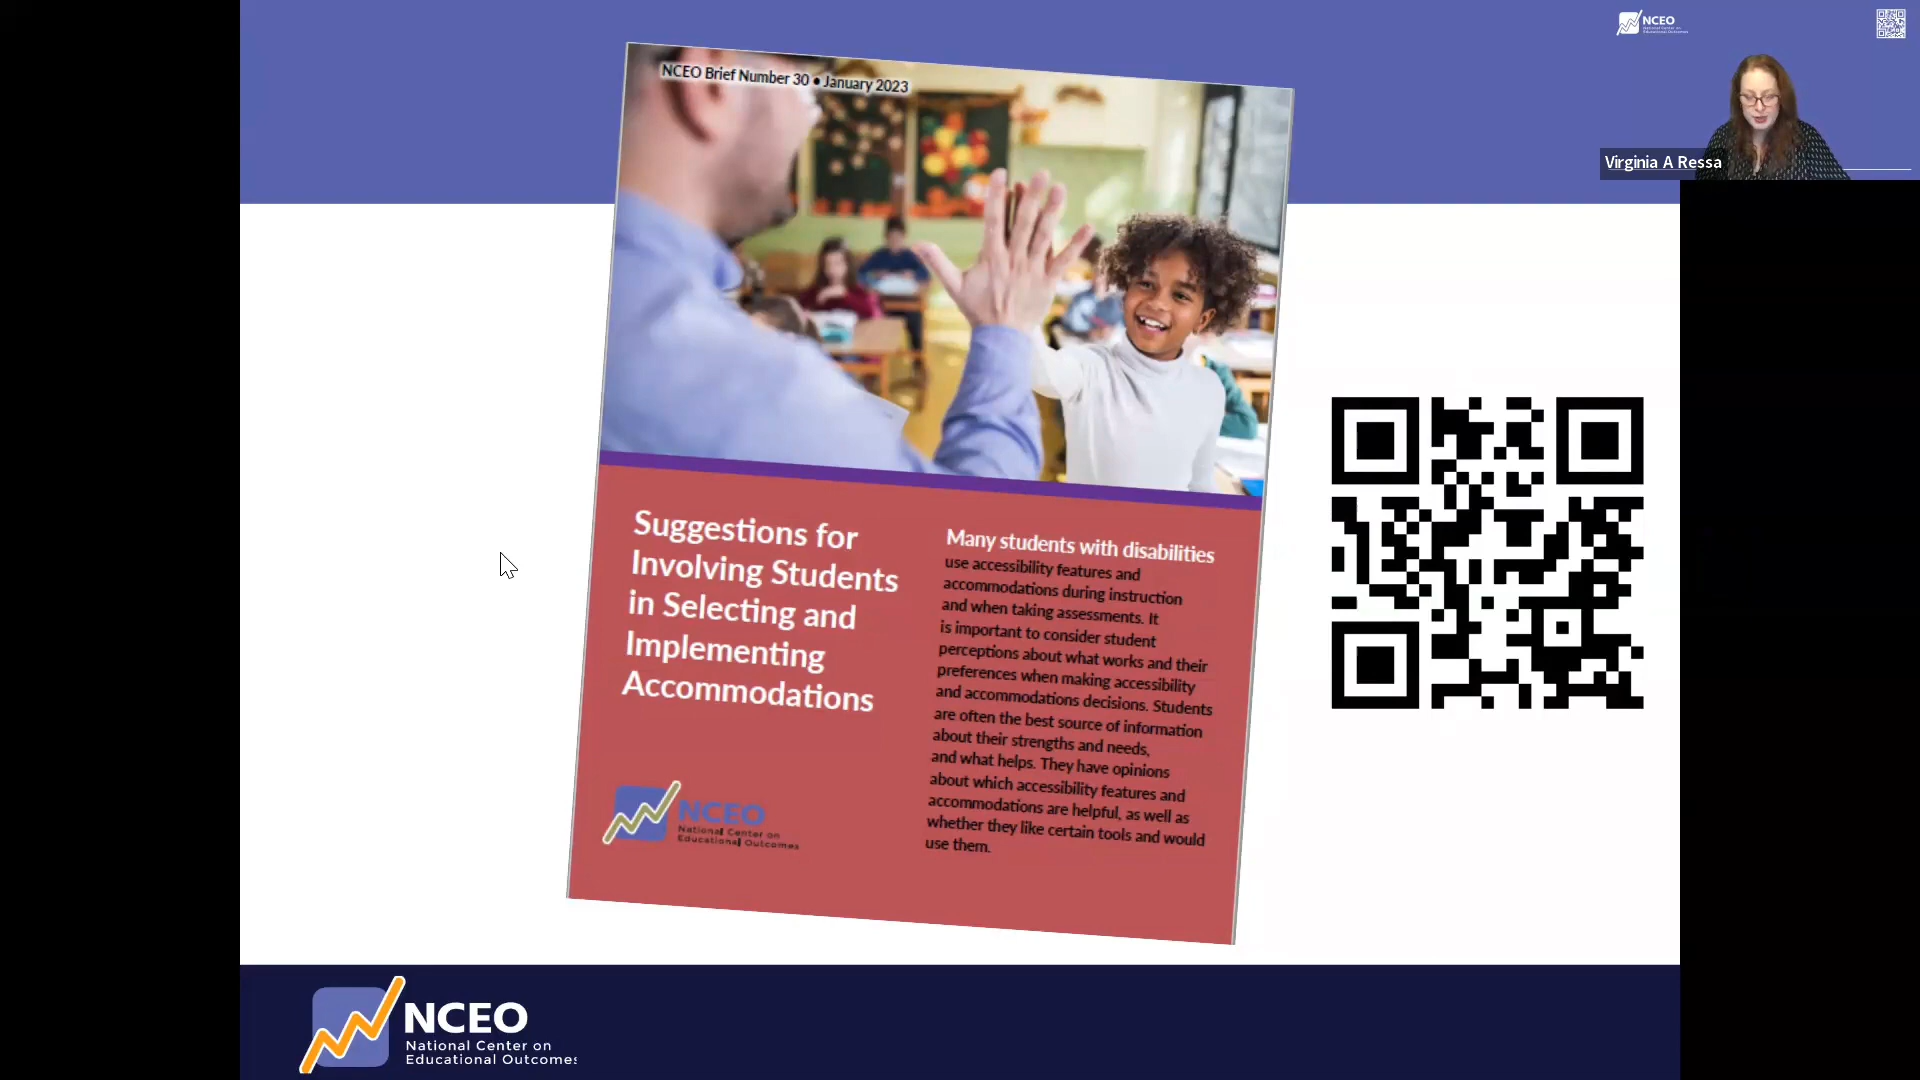 NCEO
Virginia A Ressa
NCEO Brief Number 30 • January 2023
Suggestions for
Involving Students
in Selecting and
Implementing
Accommodations
Many students with disabilities
use accessibility features and
accommodations during instruction
and when taking assessments. It
is important to consider student
perceptions about what works and their
preferences when making accessibility
and accommodations decisions. Students
are often the best source of information
about their strengths and needs,
and what helps. They have opinions
about which accessibility features and
accommodations are helpful, as well as
whether they like certain tools and would
use them.
NCEO
National Center on
Educational Outcomes
NCEO
National Center on
Educational Outcomes